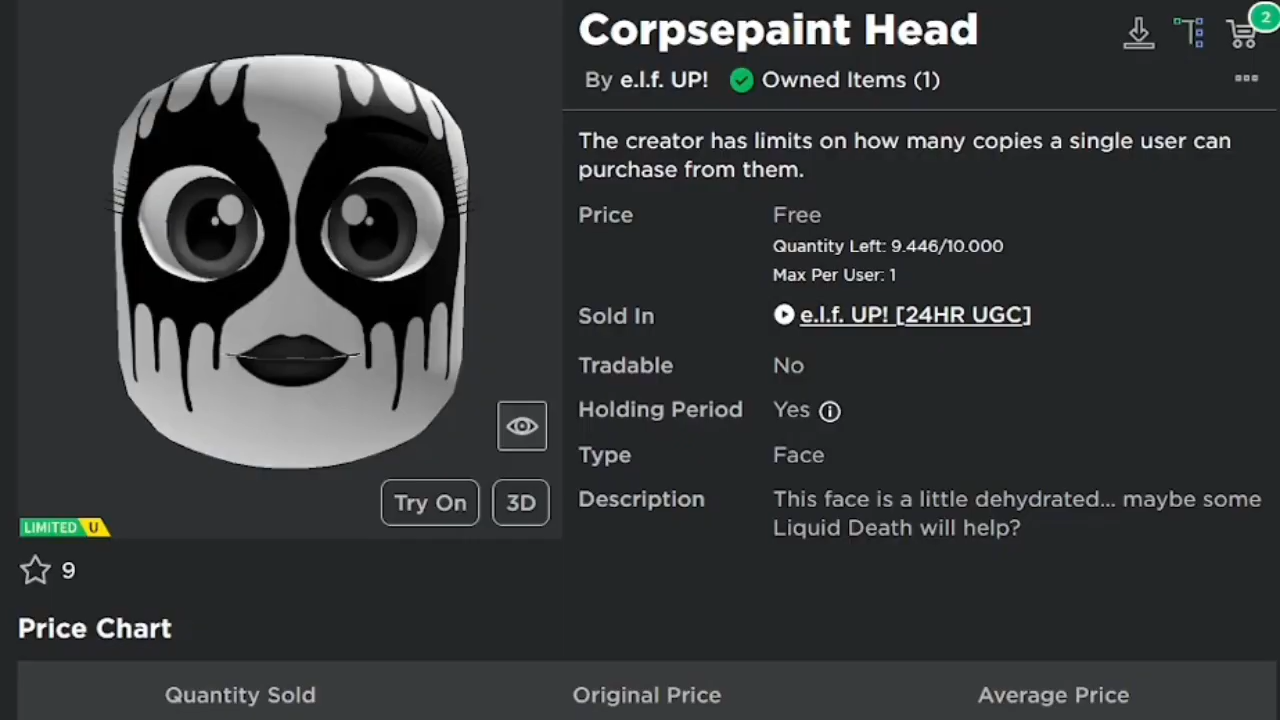 Corpsepaint Head
2
By e.l.f. UP! Owned Items (1)
The creator has limits on how many copies a single user can
purchase from them.
Price Free
Quantity Left: 9.446/10.000
Max Per User: 1
Sold In e.l.f. UP! [24HR UGC]
Tradable No
Holding Period Yes
Type Face
Description This face is a little dehydrated... maybe some
Liquid Death will help?
Try On 3D
LIMITED U
9
Price Chart
Quantity Sold Original Price Average Price